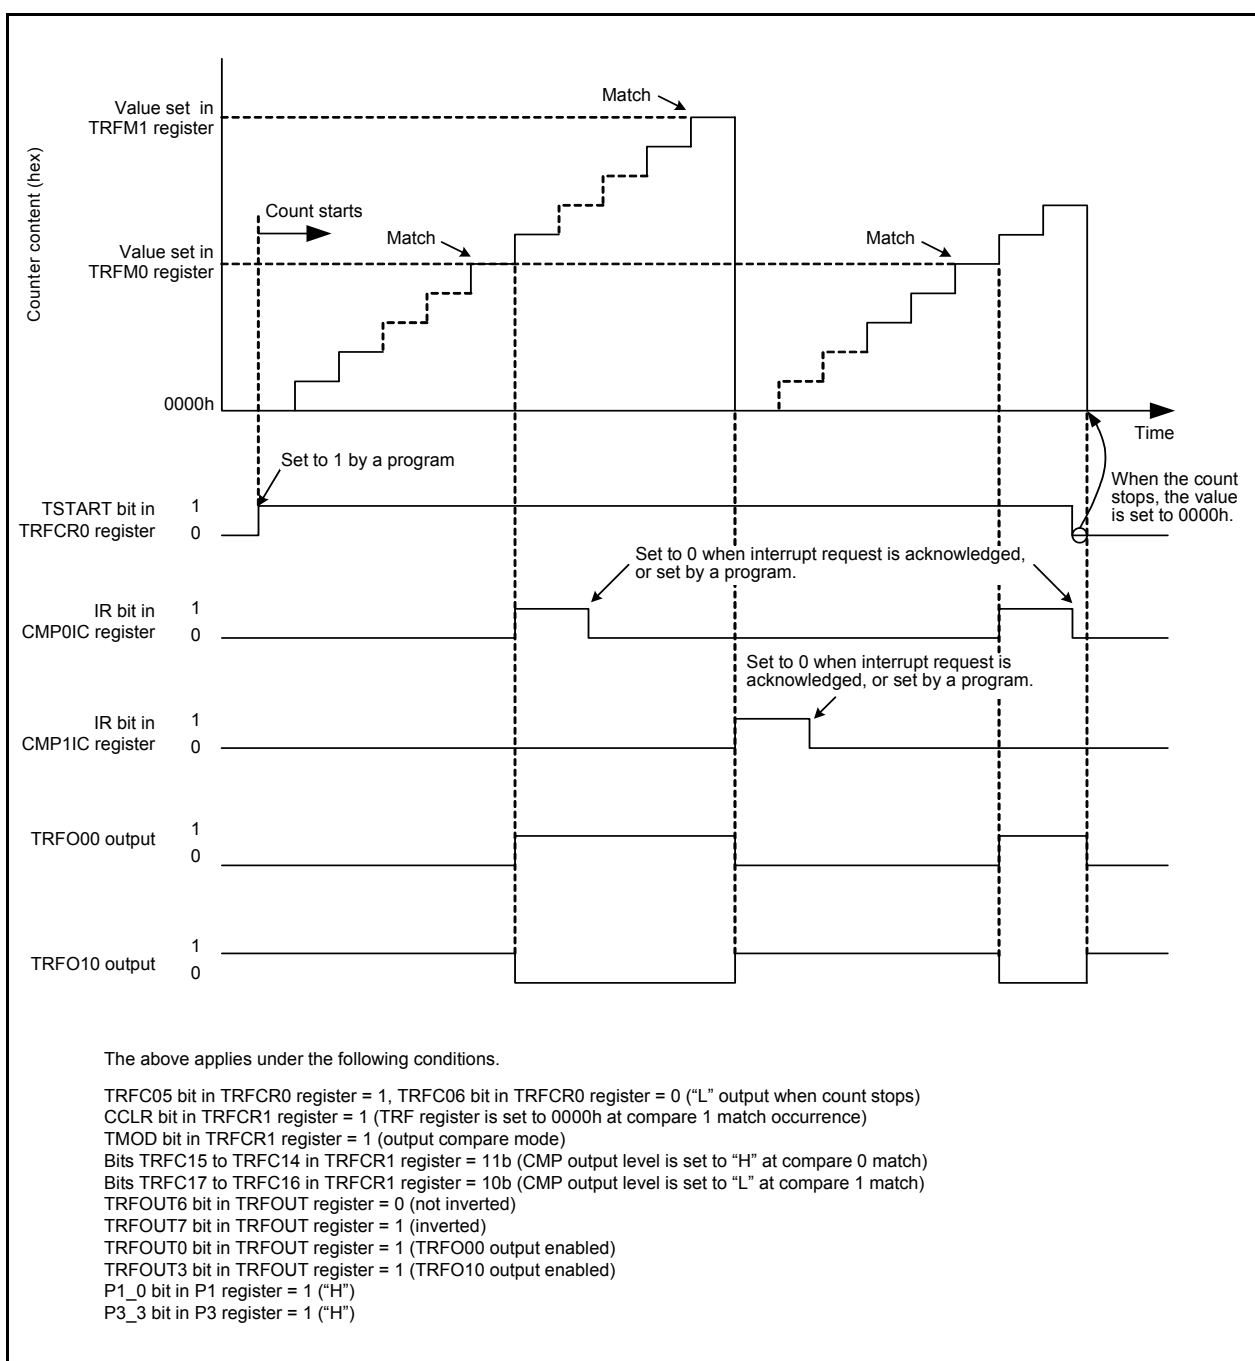 Match
Value set in
TRFM1 register
Counter content (hex)
Count starts
Match
Match
Value set in
TRFM0 register
0000h
Time
Set to 1 by a program
When the count
stops, the value
is set to 0000h.
TSTART bit in
TRFCR0 register
1
0
Set to 0 when interrupt request is acknowledged,
or set by a program.
IR bit in
CMP0IC register
1
0
Set to 0 when interrupt request is
acknowledged, or set by a program.
IR bit in
CMP1IC register
1
0
TRFO00 output
1
0
TRFO10 output
1
0
The above applies under the following conditions.
TRFC05 bit in TRFCR0 register = 1, TRFC06 bit in TRFCR0 register = 0 (“L” output when count stops)
CCLR bit in TRFCR1 register = 1 (TRF register is set to 0000h at compare 1 match occurrence)
TMOD bit in TRFCR1 register = 1 (output compare mode)
Bits TRFC15 to TRFC14 in TRFCR1 register = 11b (CMP output level is set to “H” at compare 0 match)
Bits TRFC17 to TRFC16 in TRFCR1 register = 10b (CMP output level is set to “L” at compare 1 match)
TRFOUT6 bit in TRFOUT register = 0 (not inverted)
TRFOUT7 bit in TRFOUT register = 1 (inverted)
TRFOUT0 bit in TRFOUT register = 1 (TRFO00 output enabled)
TRFOUT3 bit in TRFOUT register = 1 (TRFO10 output enabled)
P1_0 bit in P1 register = 1 (“H”)
P3_3 bit in P3 register = 1 (“H”)